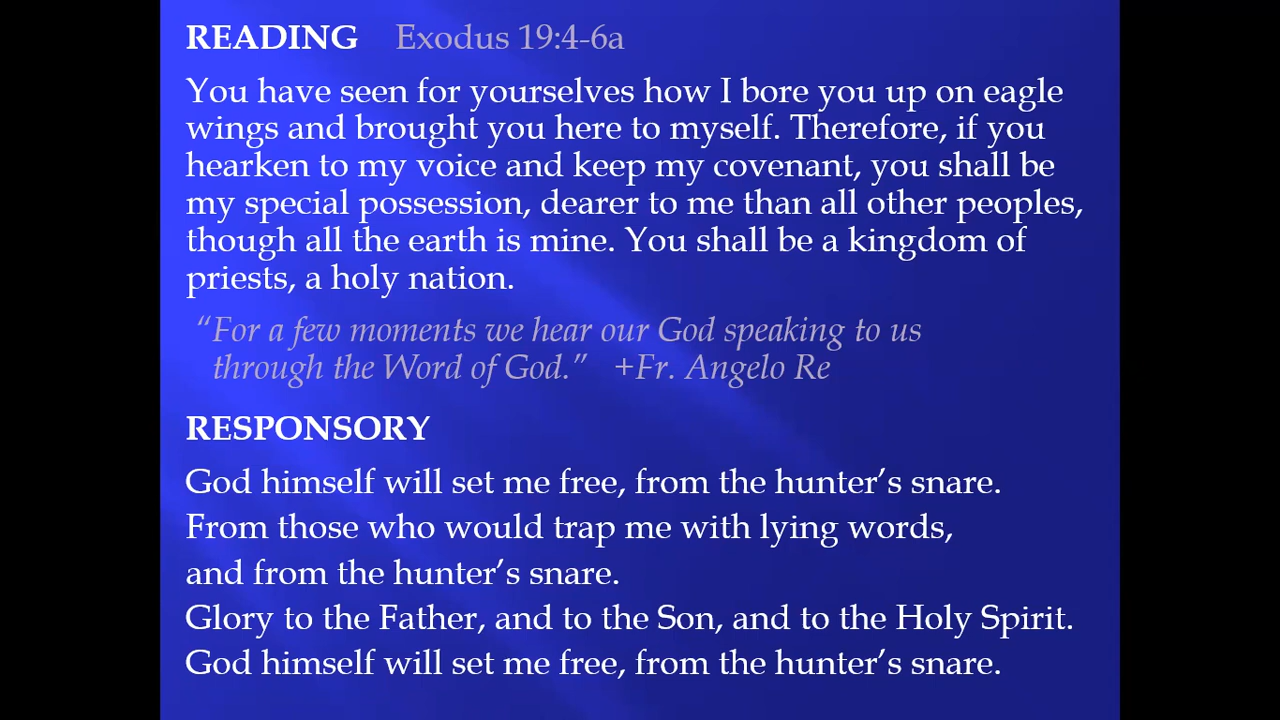 READING Exodus 19:4-6a
You have seen for yourselves how I bore you up on eagle
wings and brought you here to myself. Therefore, if you
hearken to my voice and keep my covenant, you shall be
my special possession, dearer to me than all other peoples,
though all the earth is mine. You shall be a kingdom of
priests, a holy nation.
“For a few moments we hear our God speaking to us
through the Word of God.” +Fr. Angelo Re
RESPONSORY
God himself will set me free, from the hunter’s snare.
From those who would trap me with lying words,
and from the hunter’s snare.
Glory to the Father, and to the Son, and to the Holy Spirit.
God himself will set me free, from the hunter’s snare.